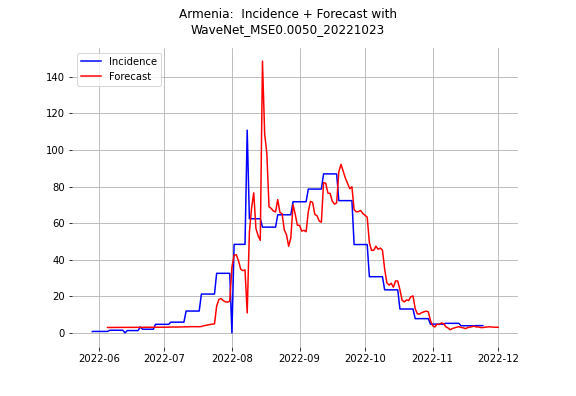 Armenia:  Incidence + Forecast with
WaveNet_MSE0.0050_20221023
Incidence
Forecast
140
120
100
80
60
40
20
0
2022-06 2022-07 2022-08 2022-09 2022-10 2022-11 2022-12